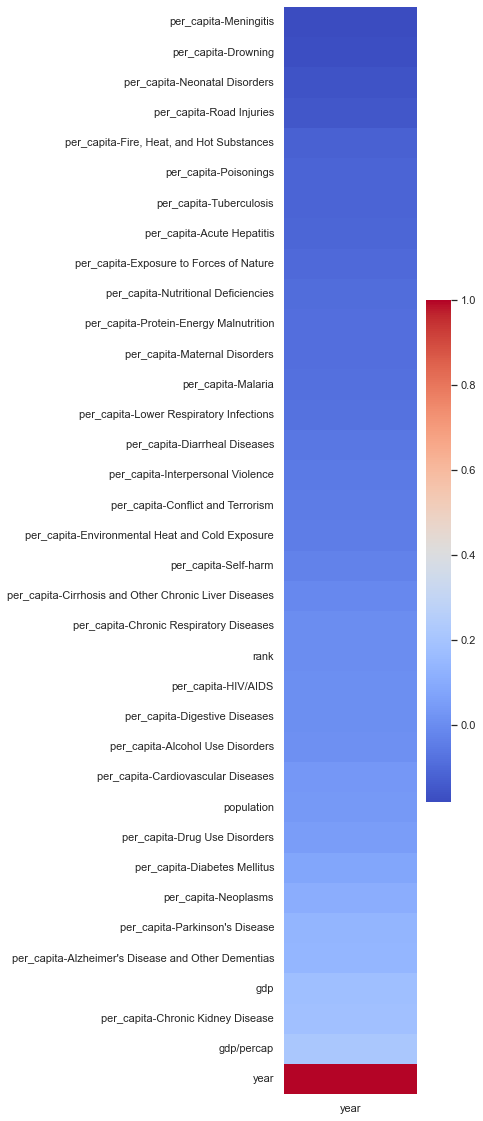 per_capita-Meningitis
per_capita-Drowning
per_capita-Neonatal Disorders
per_capita-Road Injuries
per_capita-Fire, Heat, and Hot Substances
per_capita-Poisonings
per_capita-Tuberculosis
per_capita-Acute Hepatitis
per_capita-Exposure to Forces of Nature
per_capita-Nutritional Deficiencies
per_capita-Protein-Energy Malnutrition
per_capita-Maternal Disorders
per_capita-Malaria
per_capita-Lower Respiratory Infections
per_capita-Diarrheal Diseases
per_capita-Interpersonal Violence
per_capita-Conflict and Terrorism
per_capita-Environmental Heat and Cold Exposure
per_capita-Self-harm
per_capita-Cirrhosis and Other Chronic Liver Diseases
per_capita-Chronic Respiratory Diseases
rank
per_capita-HIV/AIDS
per_capita-Digestive Diseases
per_capita-Alcohol Use Disorders
per_capita-Cardiovascular Diseases
population
per_capita-Drug Use Disorders
per_capita-Diabetes Mellitus
per_capita-Neoplasms
per_capita-Parkinson's Disease
per_capita-Alzheimer's Disease and Other Dementias
gdp
per_capita-Chronic Kidney Disease
gdp/percap
year
year
1.0
0.8
0.6
0.4
0.2
0.0